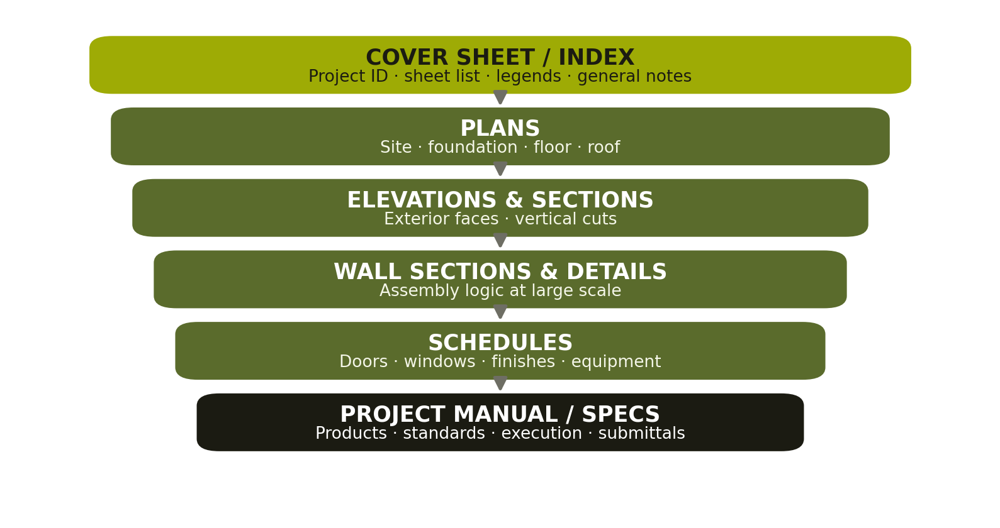 COVER SHEET / INDEX
Project ID · sheet list · legends · general notes
PLANS
Site · foundation · floor · roof
ELEVATIONS & SECTIONS
Exterior faces · vertical cuts
WALL SECTIONS & DETAILS
Assembly logic at large scale
SCHEDULES
Doors · windows · finishes · equipment
PROJECT MANUAL / SPECS
Products · standards · execution · submittals